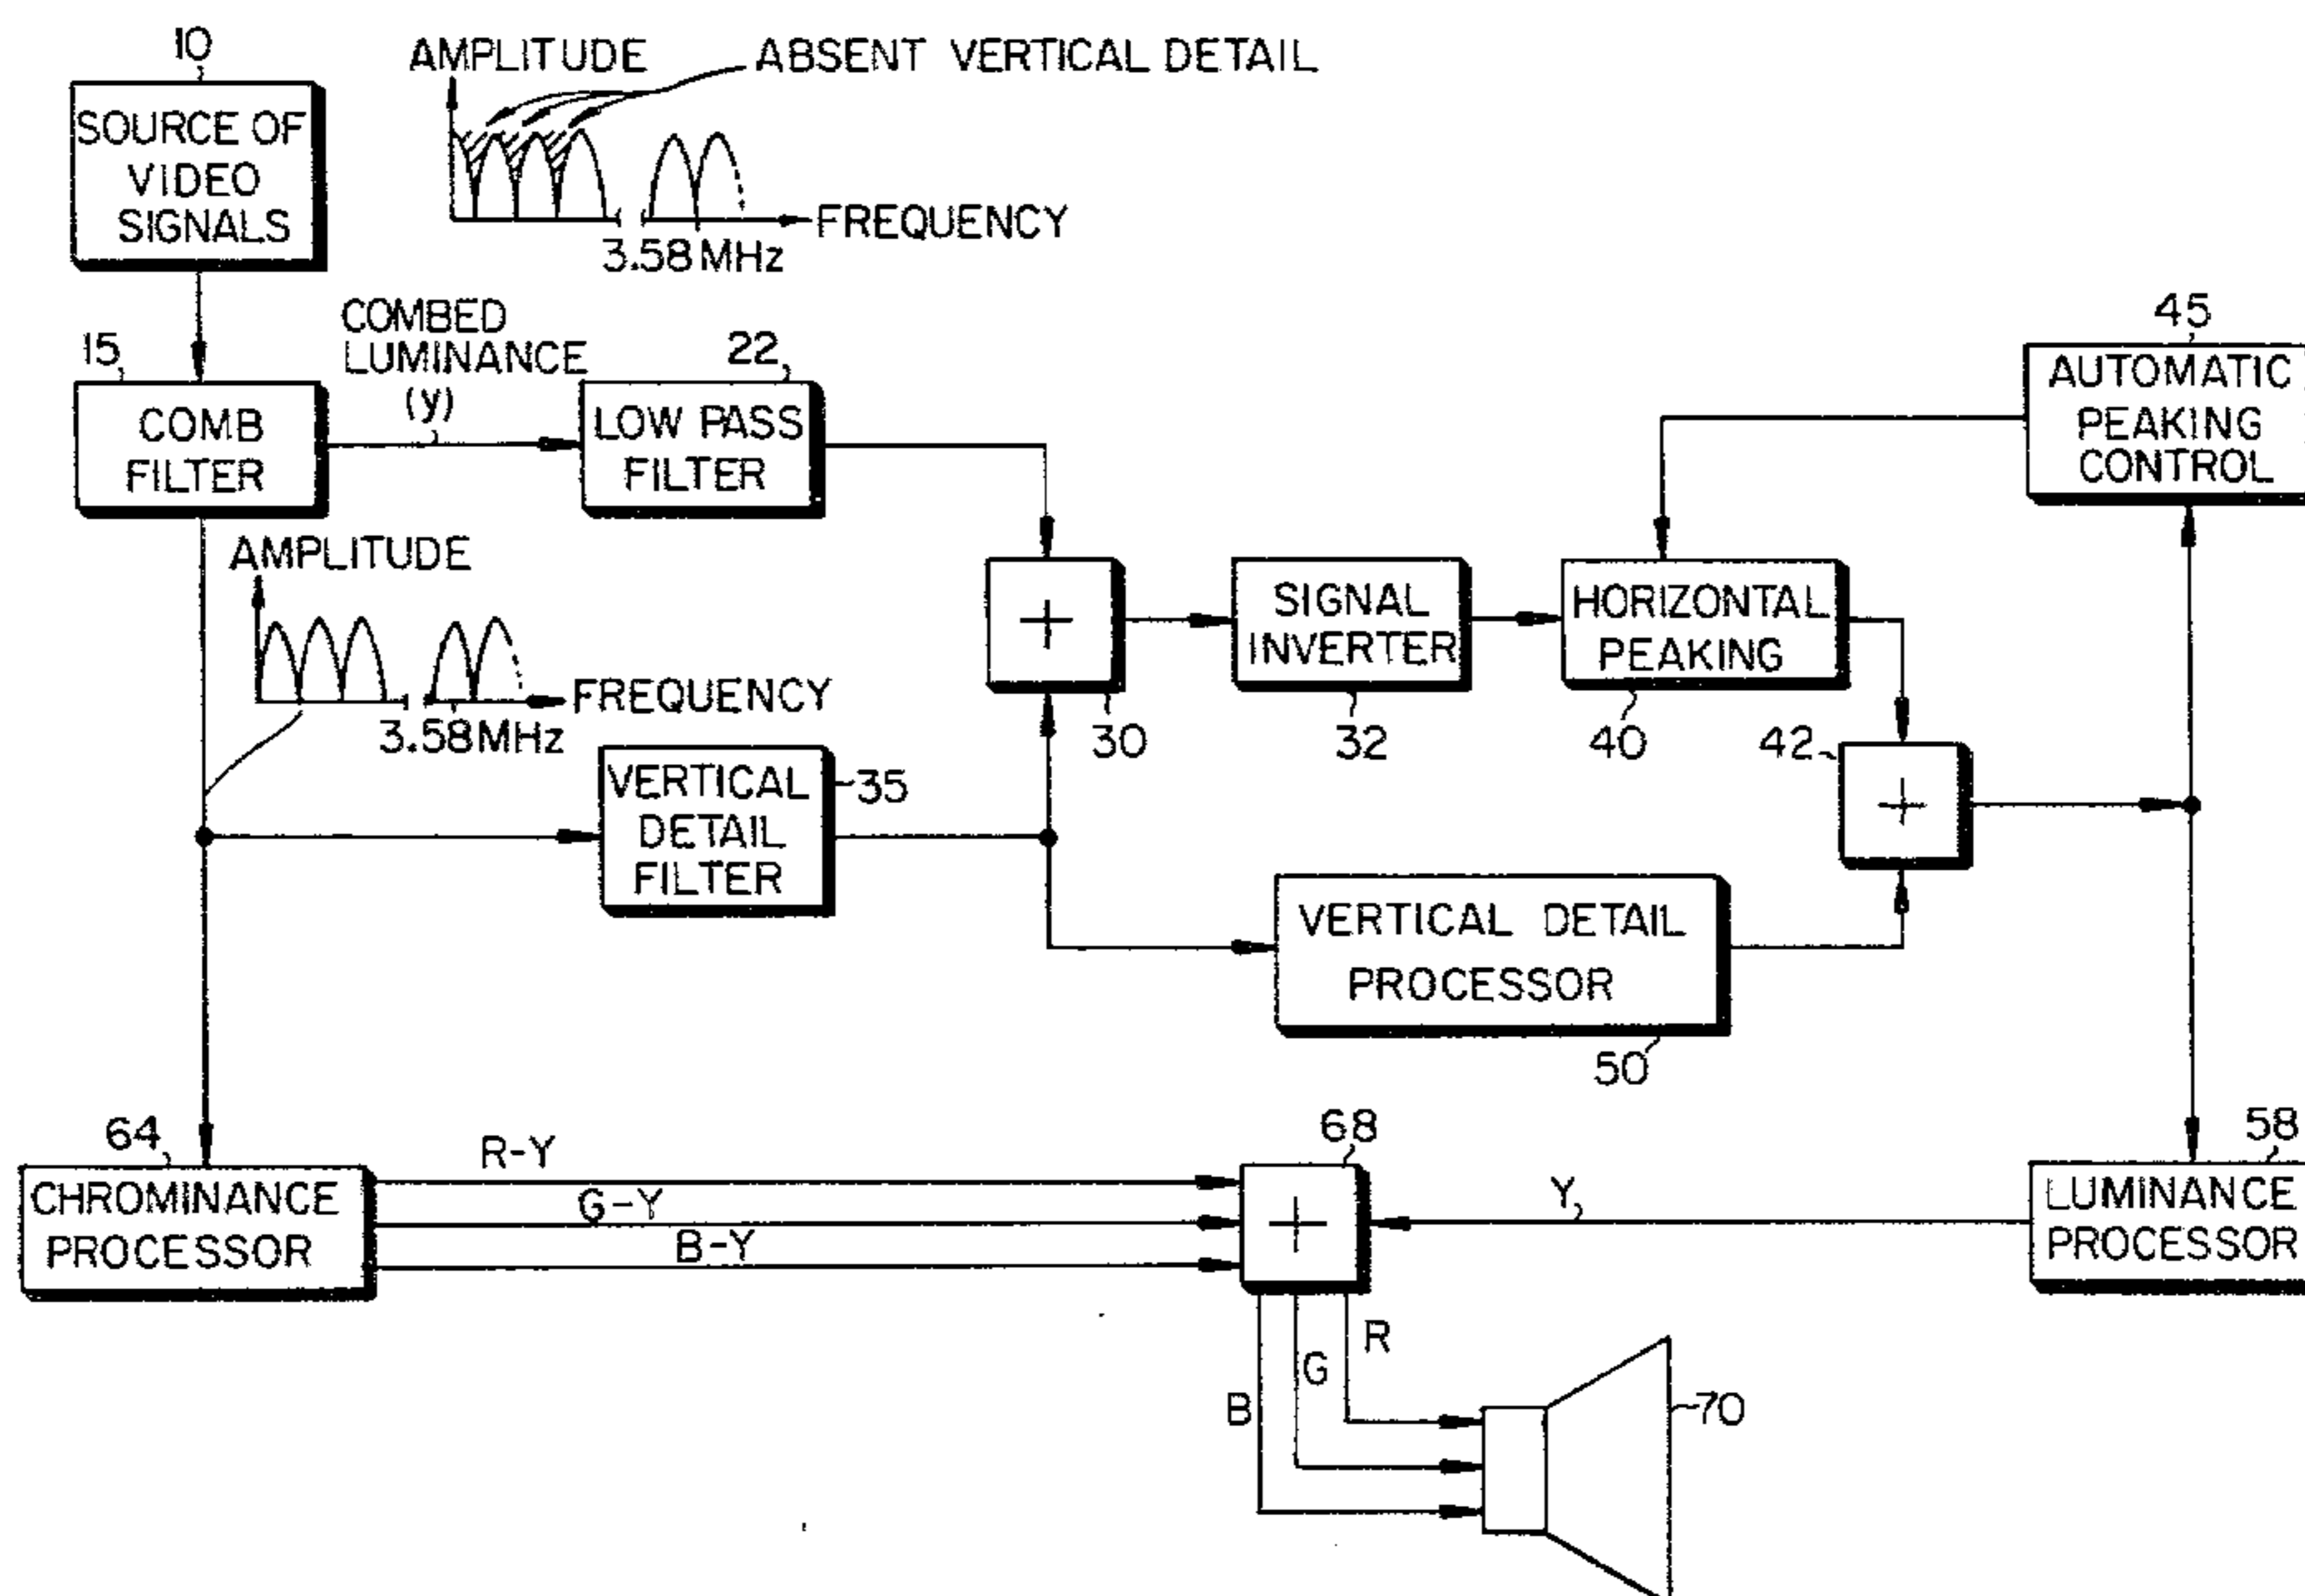 10
SOURCE OF
VIDEO
SIGNALS
AMPLITUDE
ABSENT VERTICAL DETAIL
FREQUENCY
3.58 MHz
15
COMB
FILTER
COMBED
LUMINANCE
(y)
22
LOW PASS
FILTER
45
AUTOMATIC
PEAKING
CONTROL
AMPLITUDE
FREQUENCY
3.58 MHz
+
30
SIGNAL
INVERTER
32
HORIZONTAL
PEAKING
40
42
+
VERTICAL
DETAIL
FILTER
35
VERTICAL DETAIL
PROCESSOR
50
64
CHROMINANCE
PROCESSOR
R-Y
G-Y
B-Y
68
+
Y
58
LUMINANCE
PROCESSOR
R
G
B
70